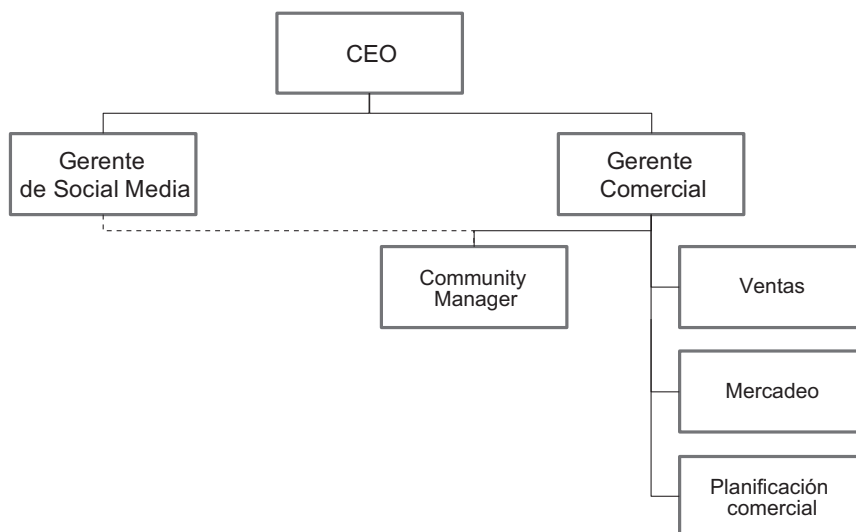 CEO
Gerente
de Social Media
Gerente
Comercial
Community
Manager
Ventas
Mercadeo
Planificación
comercial